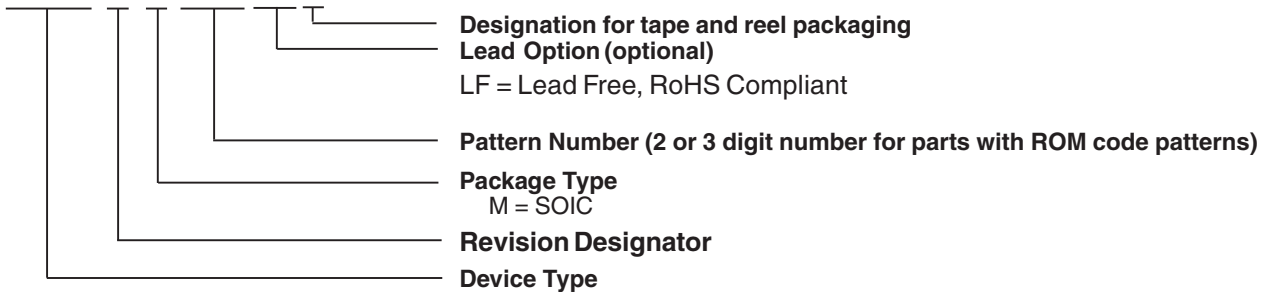 Designation for tape and reel packaging
Lead Option (optional)
LF = Lead Free, RoHS Compliant
Pattern Number (2 or 3 digit number for parts with ROM code patterns)
Package Type
M = SOIC
Revision Designator
Device Type